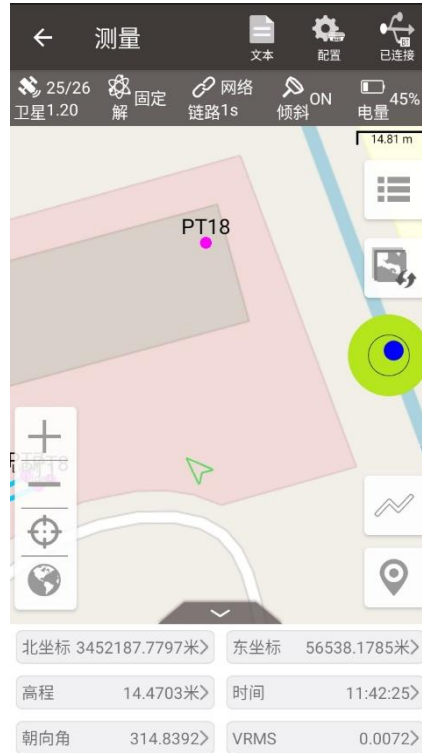 测量
文本
配置
已连接
25/26
卫星1.20
固定
解
网络
链路1s
ON
倾斜
45%
电量
14.81 m
PT18
PT8
北坐标 3452187.7797米
东坐标 56538.1785米
高程 14.4703米
时间 11:42:25
朝向角 314.8392
VRMS 0.0072